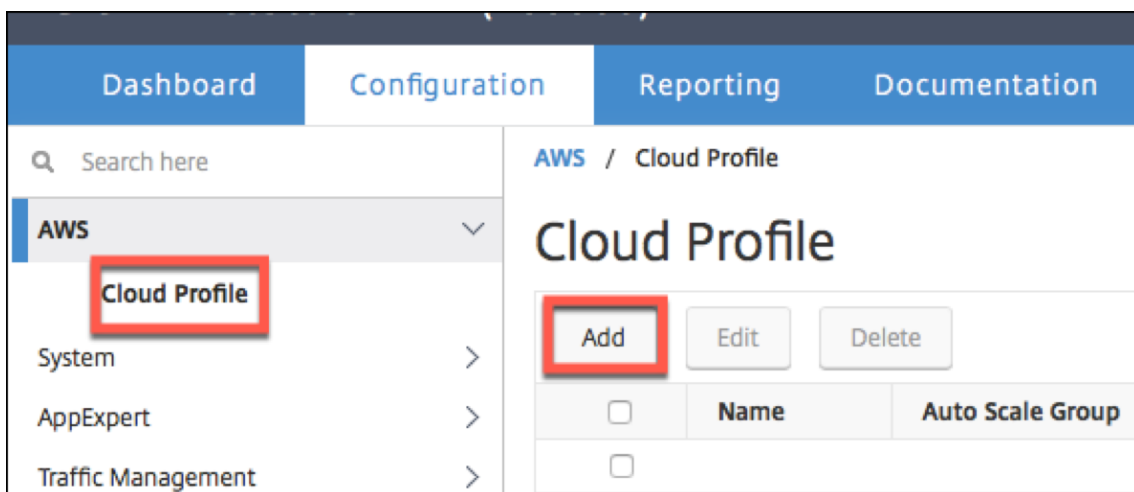 Dashboard Configuration Reporting Documentation
Search here
AWS
Cloud Profile
System
AppExpert
Traffic Management
AWS / Cloud Profile
Cloud Profile
Add Edit Delete
Name Auto Scale Group